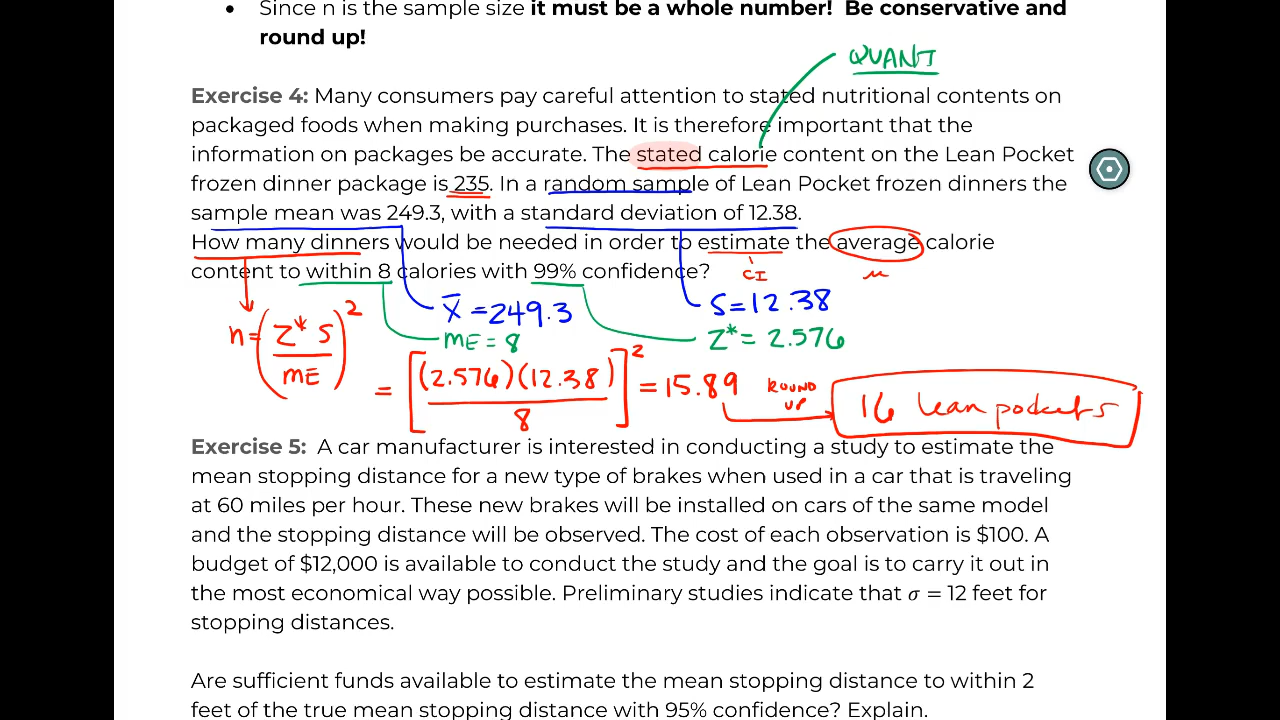 • Since n is the sample size it must be a whole number! Be conservative and
round up!
QUANT
Exercise 4: Many consumers pay careful attention to stated nutritional contents on
packaged foods when making purchases. It is therefore important that the
information on packages be accurate. The stated calorie content on the Lean Pocket
frozen dinner package is 235. In a random sample of Lean Pocket frozen dinners the
sample mean was 249.3, with a standard deviation of 12.38.
How many dinners would be needed in order to estimate the average calorie
content to within 8 calories with 99% confidence?
CI μ
x̄ = 249.3 S = 12.38
ME = 8 Z* = 2.576
n = (Z* S / ME)²
= [(2.576)(12.38) / 8]² = 15.89 ROUND UP 16 lean pockets
Exercise 5: A car manufacturer is interested in conducting a study to estimate the
mean stopping distance for a new type of brakes when used in a car that is traveling
at 60 miles per hour. These new brakes will be installed on cars of the same model
and the stopping distance will be observed. The cost of each observation is $100. A
budget of $12,000 is available to conduct the study and the goal is to carry it out in
the most economical way possible. Preliminary studies indicate that σ = 12 feet for
stopping distances.
Are sufficient funds available to estimate the mean stopping distance to within 2
feet of the true mean stopping distance with 95% confidence? Explain.